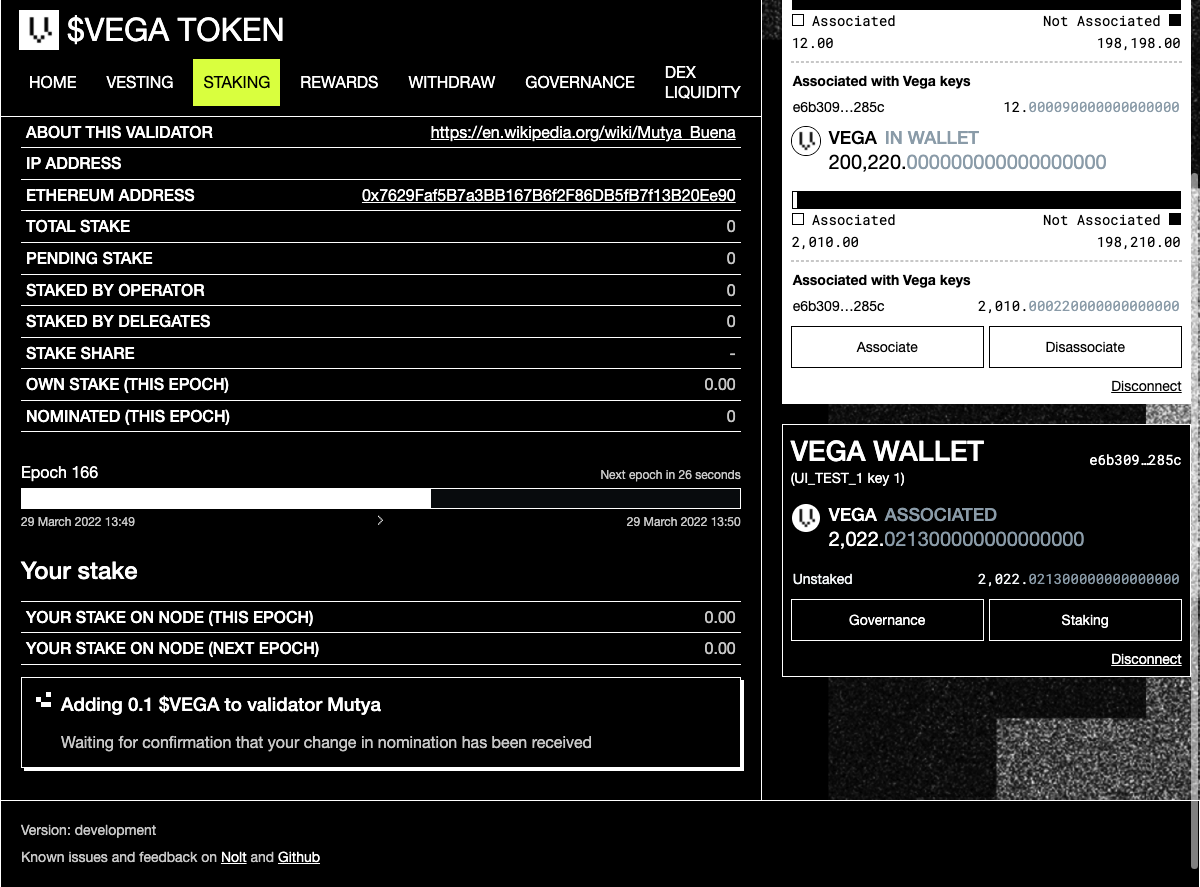 $VEGA TOKEN
HOME VESTING STAKING REWARDS WITHDRAW GOVERNANCE DEX LIQUIDITY
ABOUT THIS VALIDATOR https://en.wikipedia.org/wiki/Mutya_Buena
IP ADDRESS
ETHEREUM ADDRESS 0x7629Faf5B7a3BB167B6f2F86DB5fB7f13B20Ee90
TOTAL STAKE 0
PENDING STAKE 0
STAKED BY OPERATOR 0
STAKED BY DELEGATES 0
STAKE SHARE -
OWN STAKE (THIS EPOCH) 0.00
NOMINATED (THIS EPOCH) 0
Epoch 166 Next epoch in 26 seconds
29 March 2022 13:49 29 March 2022 13:50
Your stake
YOUR STAKE ON NODE (THIS EPOCH) 0.00
YOUR STAKE ON NODE (NEXT EPOCH) 0.00
Adding 0.1 $VEGA to validator Mutya
Waiting for confirmation that your change in nomination has been received
Associated Not Associated
12.00 198,198.00
Associated with Vega keys
e6b309…285c 12.000090000000000000
VEGA IN WALLET
200,220.000000000000000000
Associated Not Associated
2,010.00 198,210.00
Associated with Vega keys
e6b309…285c 2,010.000220000000000000
Associate Disassociate
Disconnect
VEGA WALLET e6b309…285c
(UI_TEST_1 key 1)
VEGA ASSOCIATED
2,022.021300000000000000
Unstaked 2,022.021300000000000000
Governance Staking
Disconnect
Version: development
Known issues and feedback on Nolt and Github